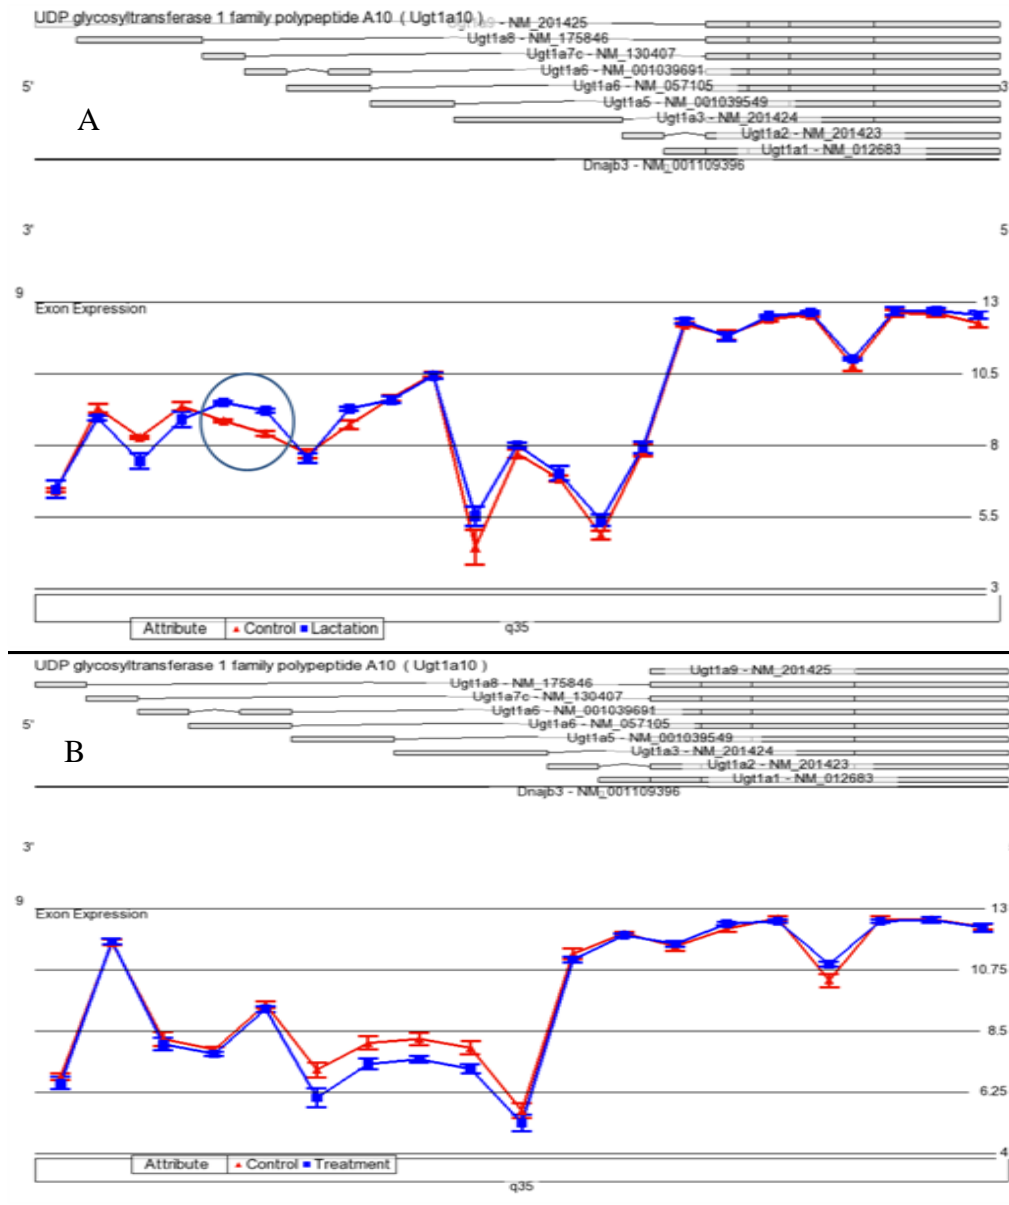 UDP glycosyltransferase 1 family polypeptide A10 ( Ugt1a10 )
Ugt1a9 - NM_201425
Ugt1a8 - NM_175846
Ugt1a7c - NM_130407
Ugt1a6 - NM_001039691
5' Ugt1a6 - NM_057105 3'
Ugt1a5 - NM_001039549
A
Ugt1a3 - NM_201424
Ugt1a2 - NM_201423
Ugt1a1 - NM_012683
Dnajb3 - NM_001109396
3' 5'
9
Exon Expression 13
10.5
8
5.5
3
Attribute Control Lactation
q35
UDP glycosyltransferase 1 family polypeptide A10 ( Ugt1a10 )
Ugt1a9 - NM_201425
Ugt1a8 - NM_175846
Ugt1a7c - NM_130407
Ugt1a6 - NM_001039691
5' Ugt1a6 - NM_057105
Ugt1a5 - NM_001039549
B
Ugt1a3 - NM_201424
Ugt1a2 - NM_201423
Ugt1a1 - NM_012683
Dnajb3 - NM_001109396
3'
9
Exon Expression 13
10.75
8.5
6.25
4
Attribute Control Treatment
q35